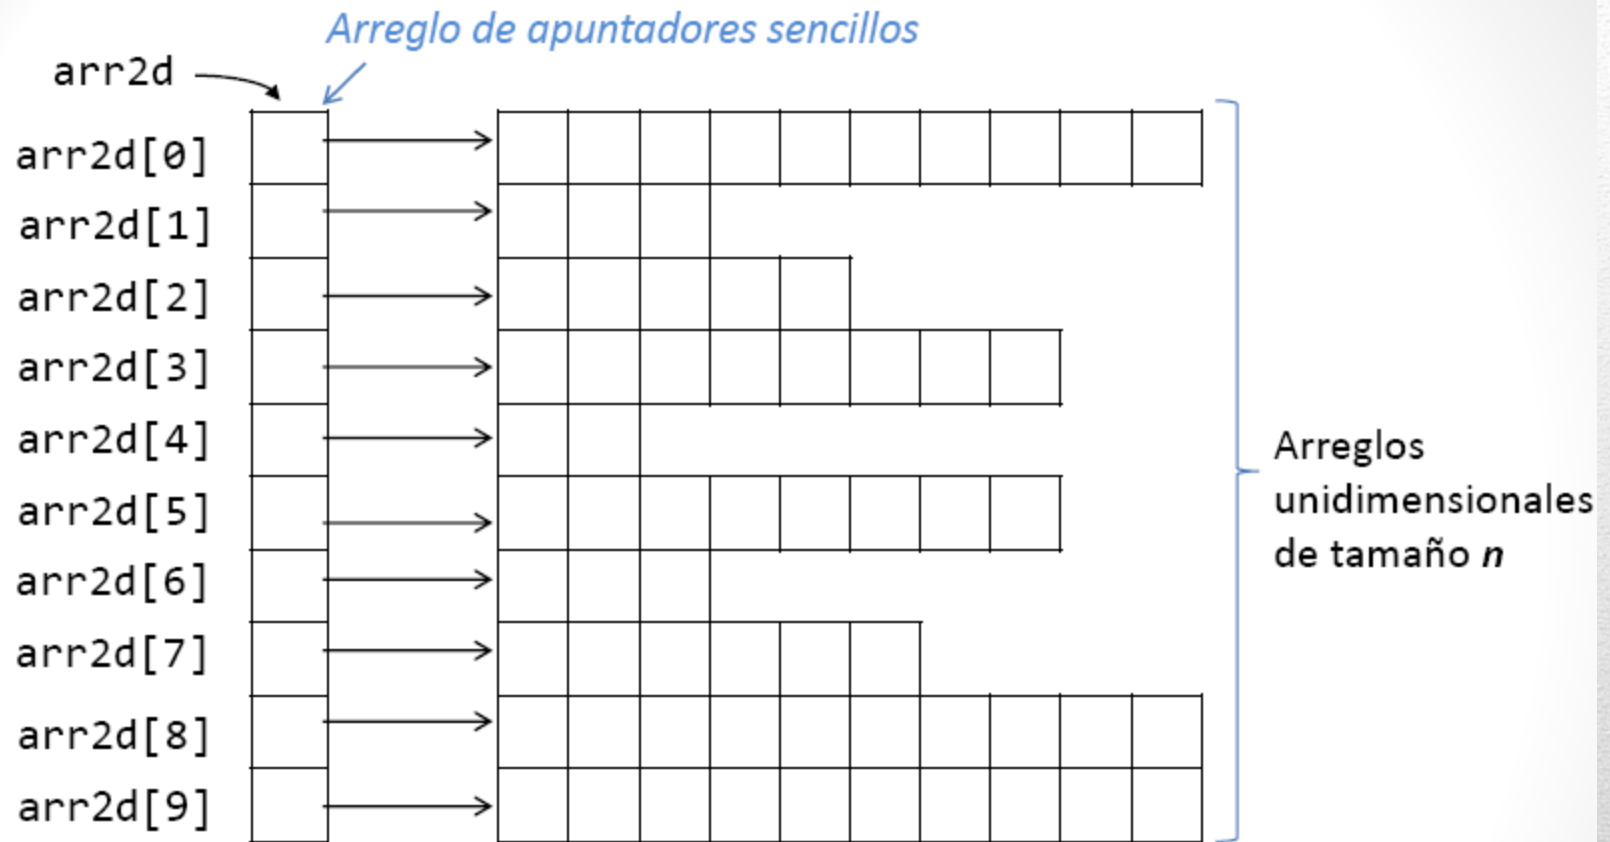 Arreglo de apuntadores sencillos
arr2d
arr2d[0]
arr2d[1]
arr2d[2]
arr2d[3]
arr2d[4]
arr2d[5]
arr2d[6]
arr2d[7]
arr2d[8]
arr2d[9]
Arreglos
unidimensionales
de tamaño n